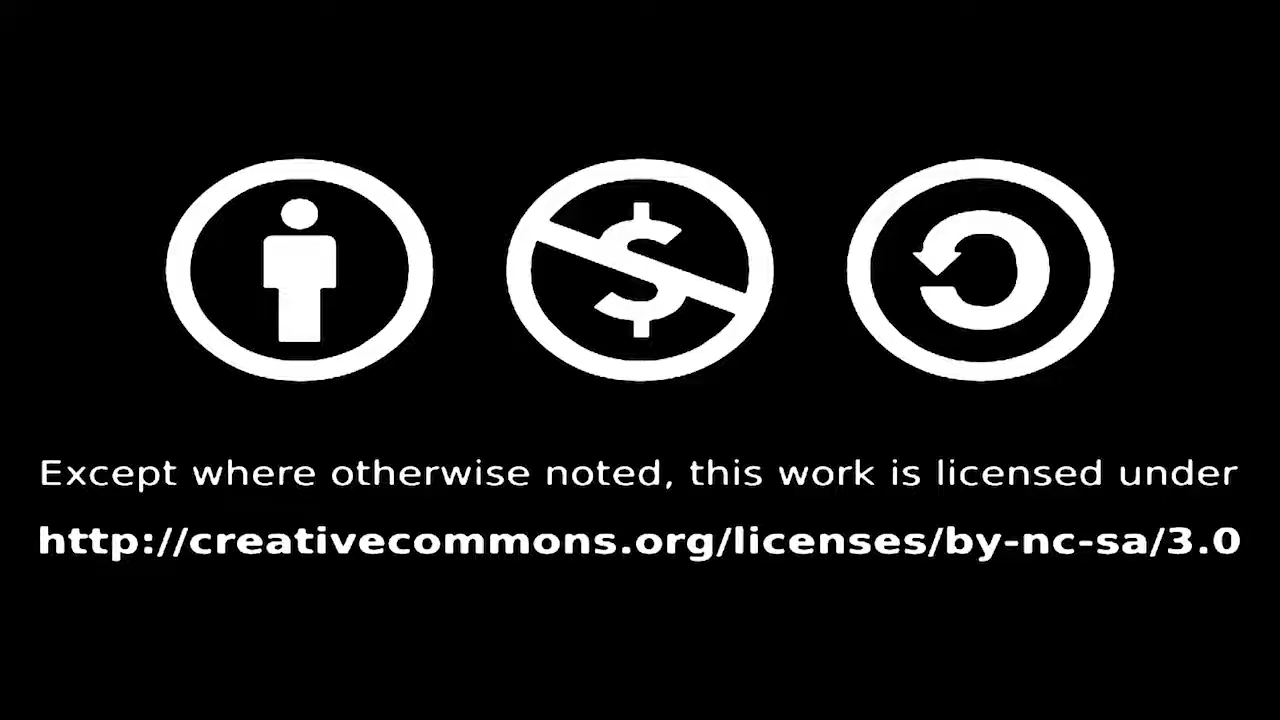 Except where otherwise noted, this work is licensed under
http://creativecommons.org/licenses/by-nc-sa/3.0